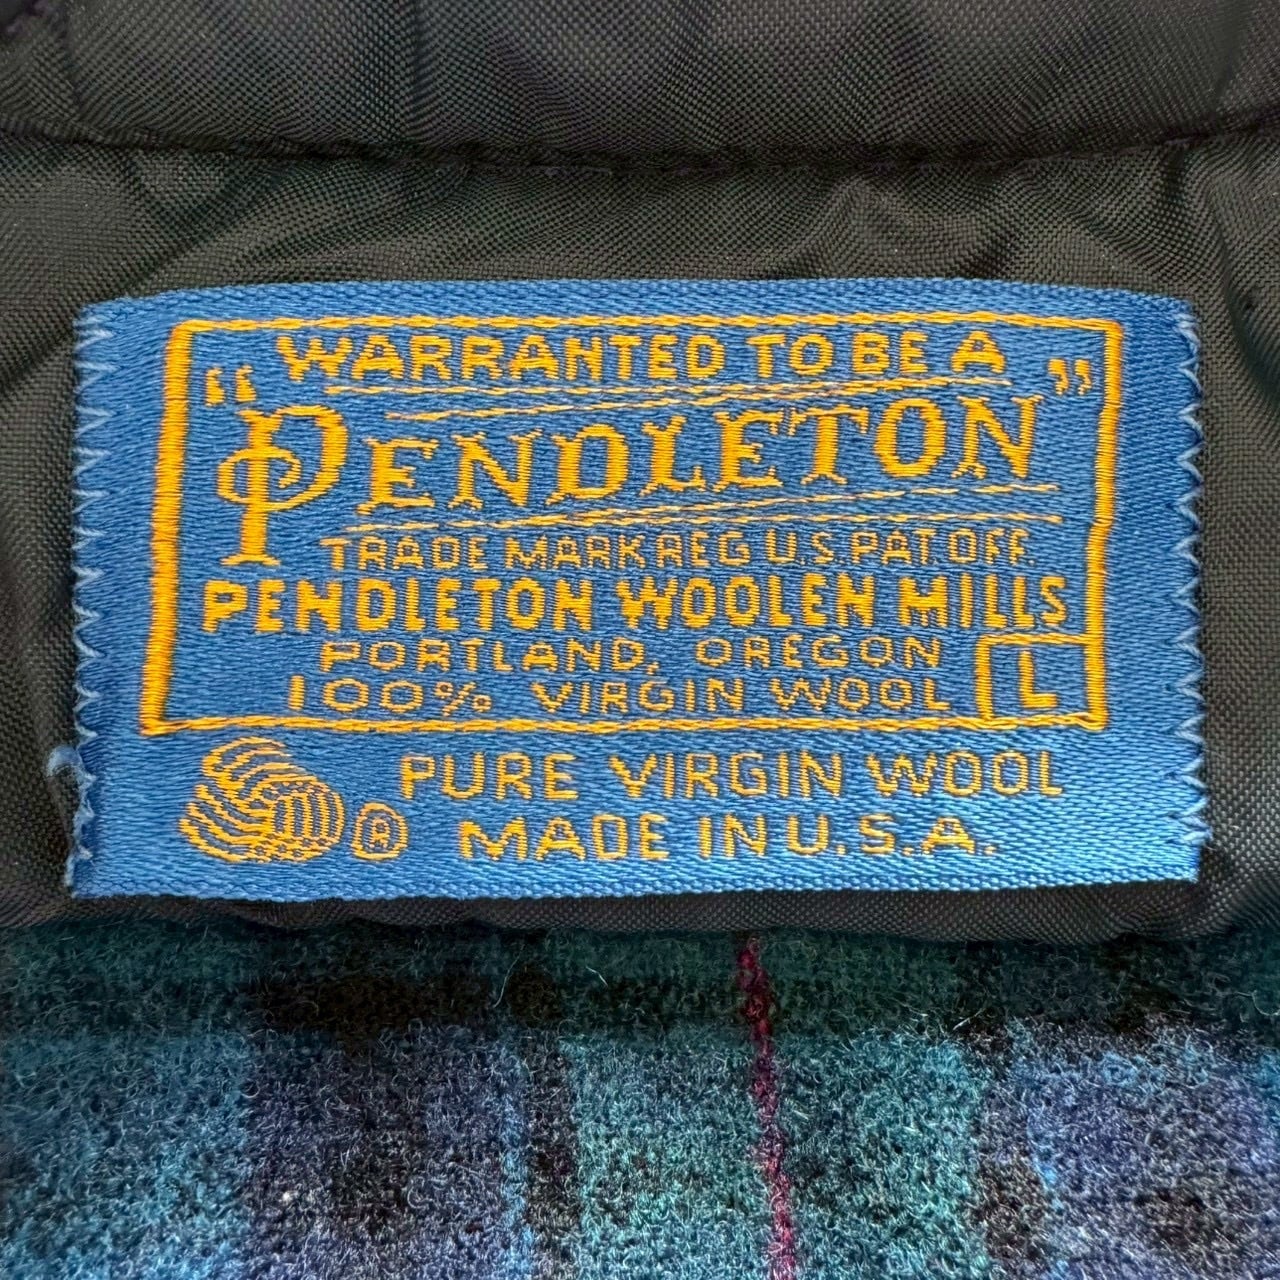 WARRANTED TO BE A
"PENDLETON"
TRADE MARK REG U.S. PAT. OFF.
PENDLETON WOOLEN MILLS
PORTLAND, OREGON
100% VIRGIN WOOL L
PURE VIRGIN WOOL
R MADE IN U.S.A.